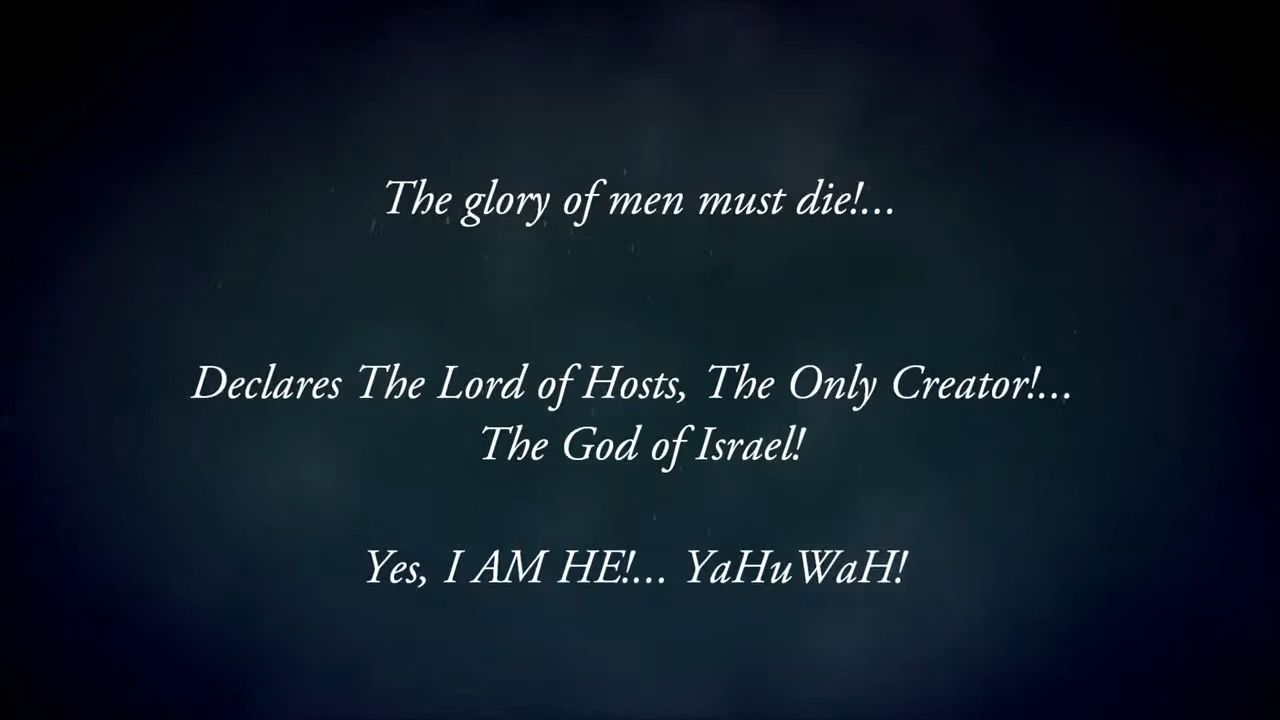 The glory of men must die!...
Declares The Lord of Hosts, The Only Creator!...
The God of Israel!
Yes, I AM HE!... YaHuWaH!